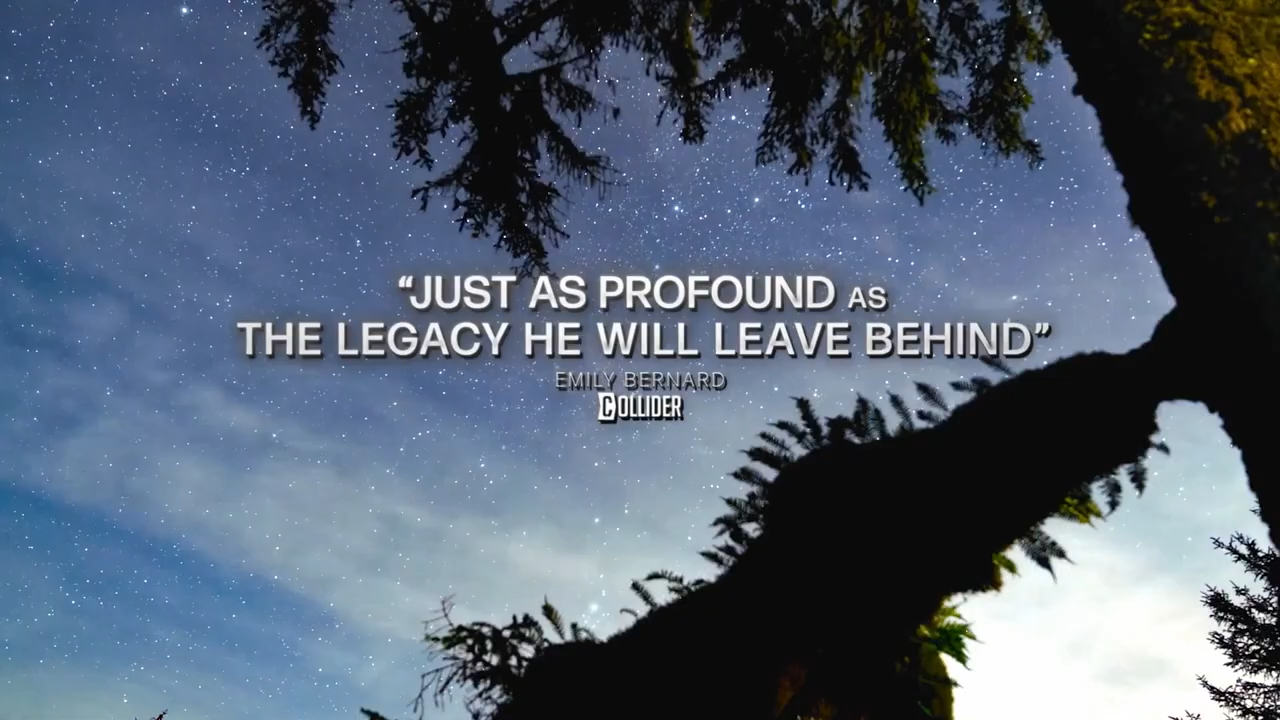 “JUST AS PROFOUND AS
THE LEGACY HE WILL LEAVE BEHIND”
EMILY BERNARD
COLLIDER